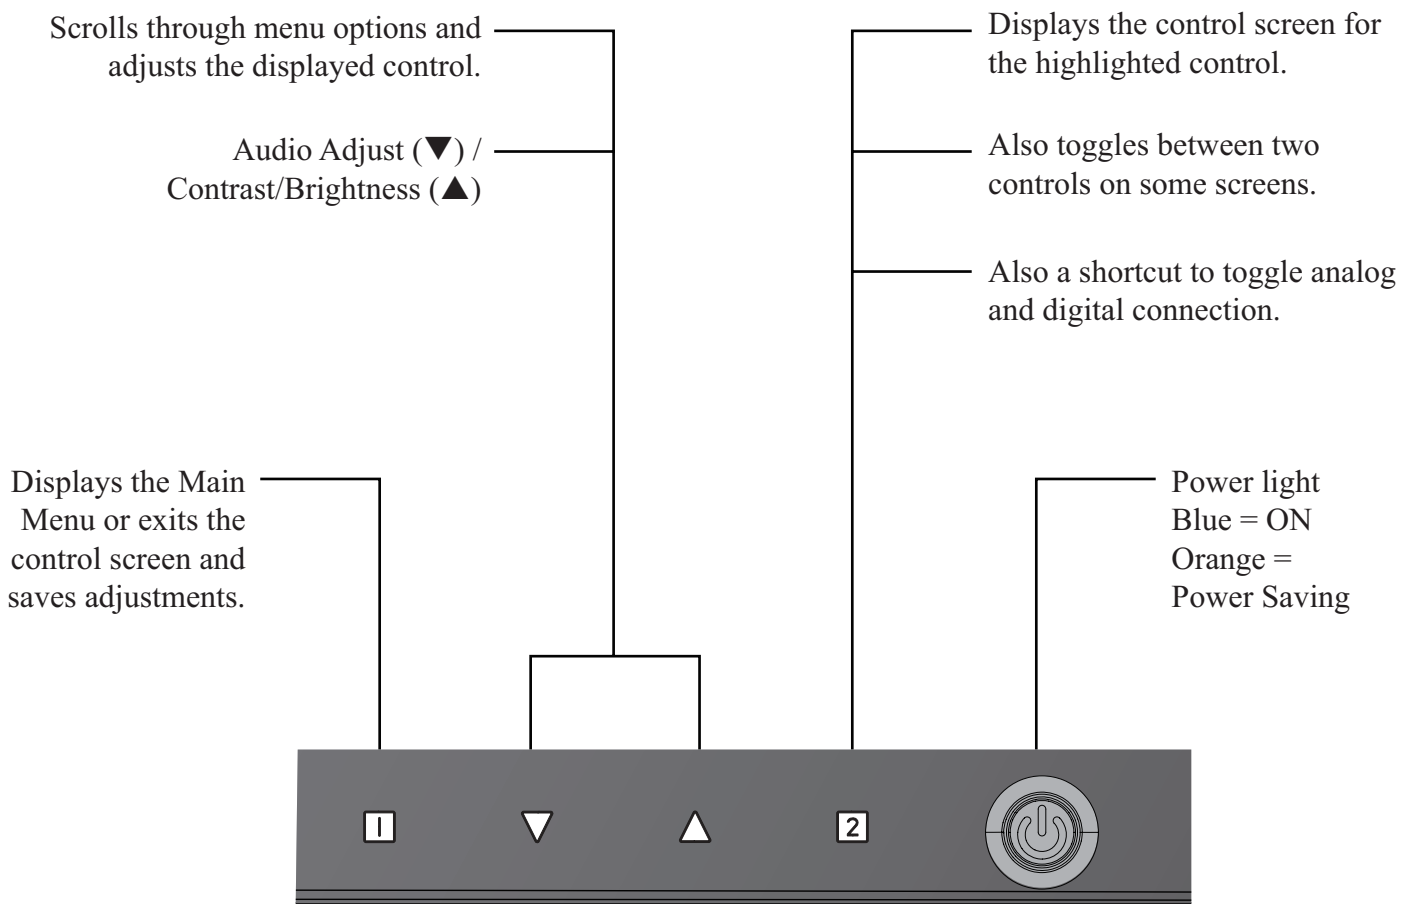 Scrolls through menu options and
adjusts the displayed control.
Audio Adjust (▼) /
Contrast/Brightness (▲)
Displays the control screen for
the highlighted control.
Also toggles between two
controls on some screens.
Also a shortcut to toggle analog
and digital connection.
Displays the Main
Menu or exits the
control screen and
saves adjustments.
Power light
Blue = ON
Orange =
Power Saving
1 ▽ △ 2